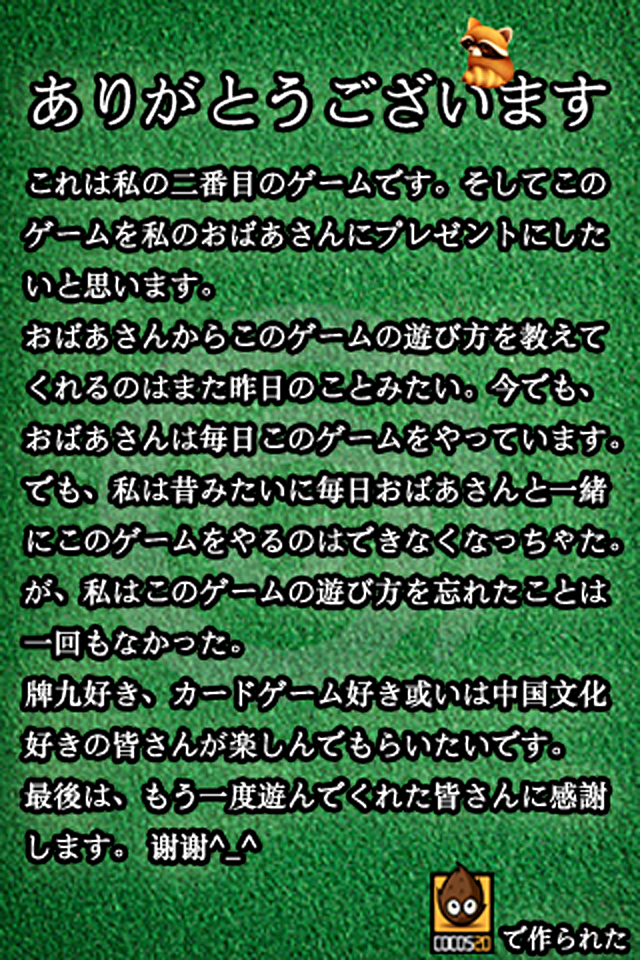 ありがとうございます
これは私の二番目のゲームです。そしてこの
ゲームを私のおばあさんにプレゼントにした
いと思います。
おばあさんからこのゲームの遊び方を教えて
くれるのはまた昨日のことみたい。今でも、
おばあさんは毎日このゲームをやっています。
でも、私は昔みたいに毎日おばあさんと一緒
にこのゲームをやるのはできなくなっちゃた。
が、私はこのゲームの遊び方を忘れたことは
一回もなかった。
牌九好き、カードゲーム好き或いは中国文化
好きの皆さんが楽しんでもらいたいです。
最後は、もう一度遊んでくれた皆さんに感謝
します。 谢谢^_^
COCOS2D で作られた